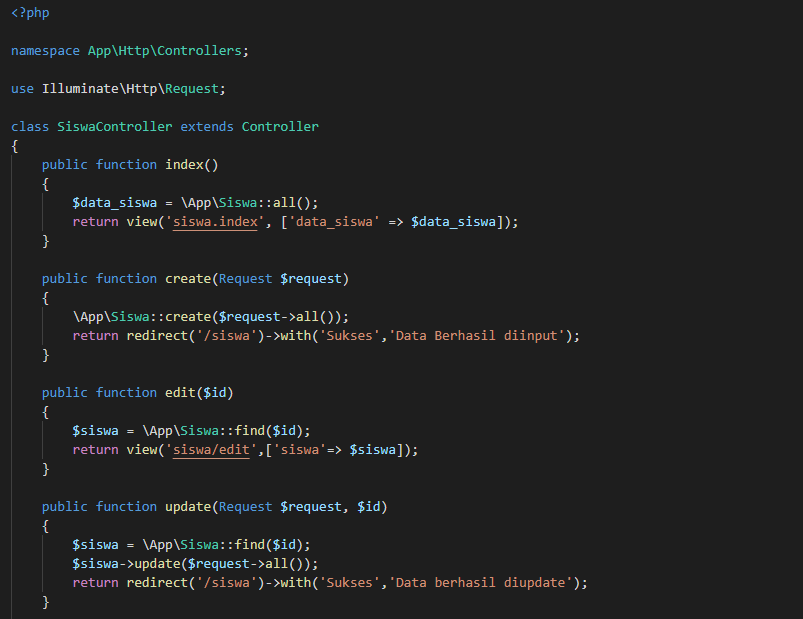 <?php
namespace App\Http\Controllers;
use Illuminate\Http\Request;
class SiswaController extends Controller
{
public function index()
{
$data_siswa = \App\Siswa::all();
return view('siswa.index', ['data_siswa' => $data_siswa]);
}
public function create(Request $request)
{
\App\Siswa::create($request->all());
return redirect('/siswa')->with('Sukses','Data Berhasil diinput');
}
public function edit($id)
{
$siswa = \App\Siswa::find($id);
return view('siswa/edit',['siswa'=> $siswa]);
}
public function update(Request $request, $id)
{
$siswa = \App\Siswa::find($id);
$siswa->update($request->all());
return redirect('/siswa')->with('Sukses','Data berhasil diupdate');
}